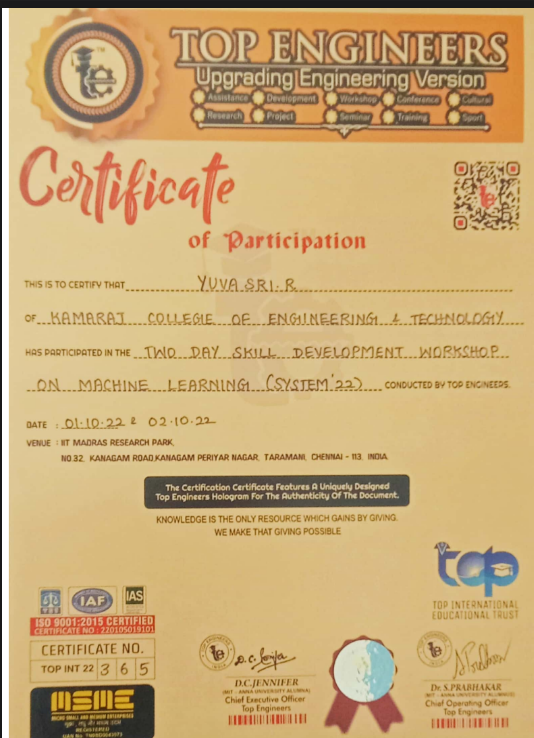 te
TOP ENGINEERS
Upgrading Engineering Version
Assistance Development Workshop Conference Cultural
Research Project Seminar Training Sport
Certificate
of Participation
THIS IS TO CERTIFY THAT YUVA SRI. R
OF KAMARAJ COLLEGE OF ENGINEERING & TECHNOLOGY
HAS PARTICIPATED IN THE TWO DAY SKILL DEVELOPMENT WORKSHOP
ON MACHINE LEARNING (SYSTEM'22) CONDUCTED BY TOP ENGINEERS.
DATE : 01.10.22 & 02.10.22
VENUE : IIT MADRAS RESEARCH PARK,
NO.32, KANAGAM ROAD,KANAGAM PERIYAR NAGAR, TARAMANI, CHENNAI - 113, INDIA.
The Certification Certificate Features A Uniquely Designed
Top Engineers Hologram For The Authenticity Of The Document.
KNOWLEDGE IS THE ONLY RESOURCE WHICH GAINS BY GIVING.
WE MAKE THAT GIVING POSSIBLE
top
TOP INTERNATIONAL
EDUCATIONAL TRUST
IAF IAS
ISO 9001:2015 CERTIFIED
CERTIFICATE NO : 220105019101
CERTIFICATE NO.
TOP INT 22 3 6 5
MSME
MICRO SMALL AND MEDIUM ENTERPRISES
REGISTERED
D.C.JENNIFER
(MIT - ANNA UNIVERSITY ALUMNA)
Chief Executive Officer
Top Engineers
Dr. S.PRABHAKAR
(MIT - ANNA UNIVERSITY ALUMNUS)
Chief Operating Officer
Top Engineers